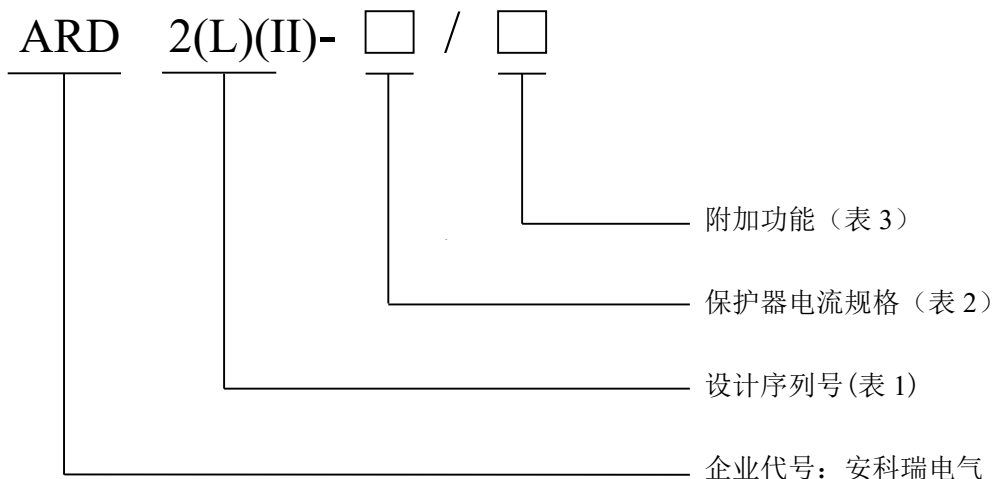 ARD 2(L)(II)- □ / □
附加功能（表 3）
保护器电流规格（表 2）
设计序列号(表 1)
企业代号：安科瑞电气